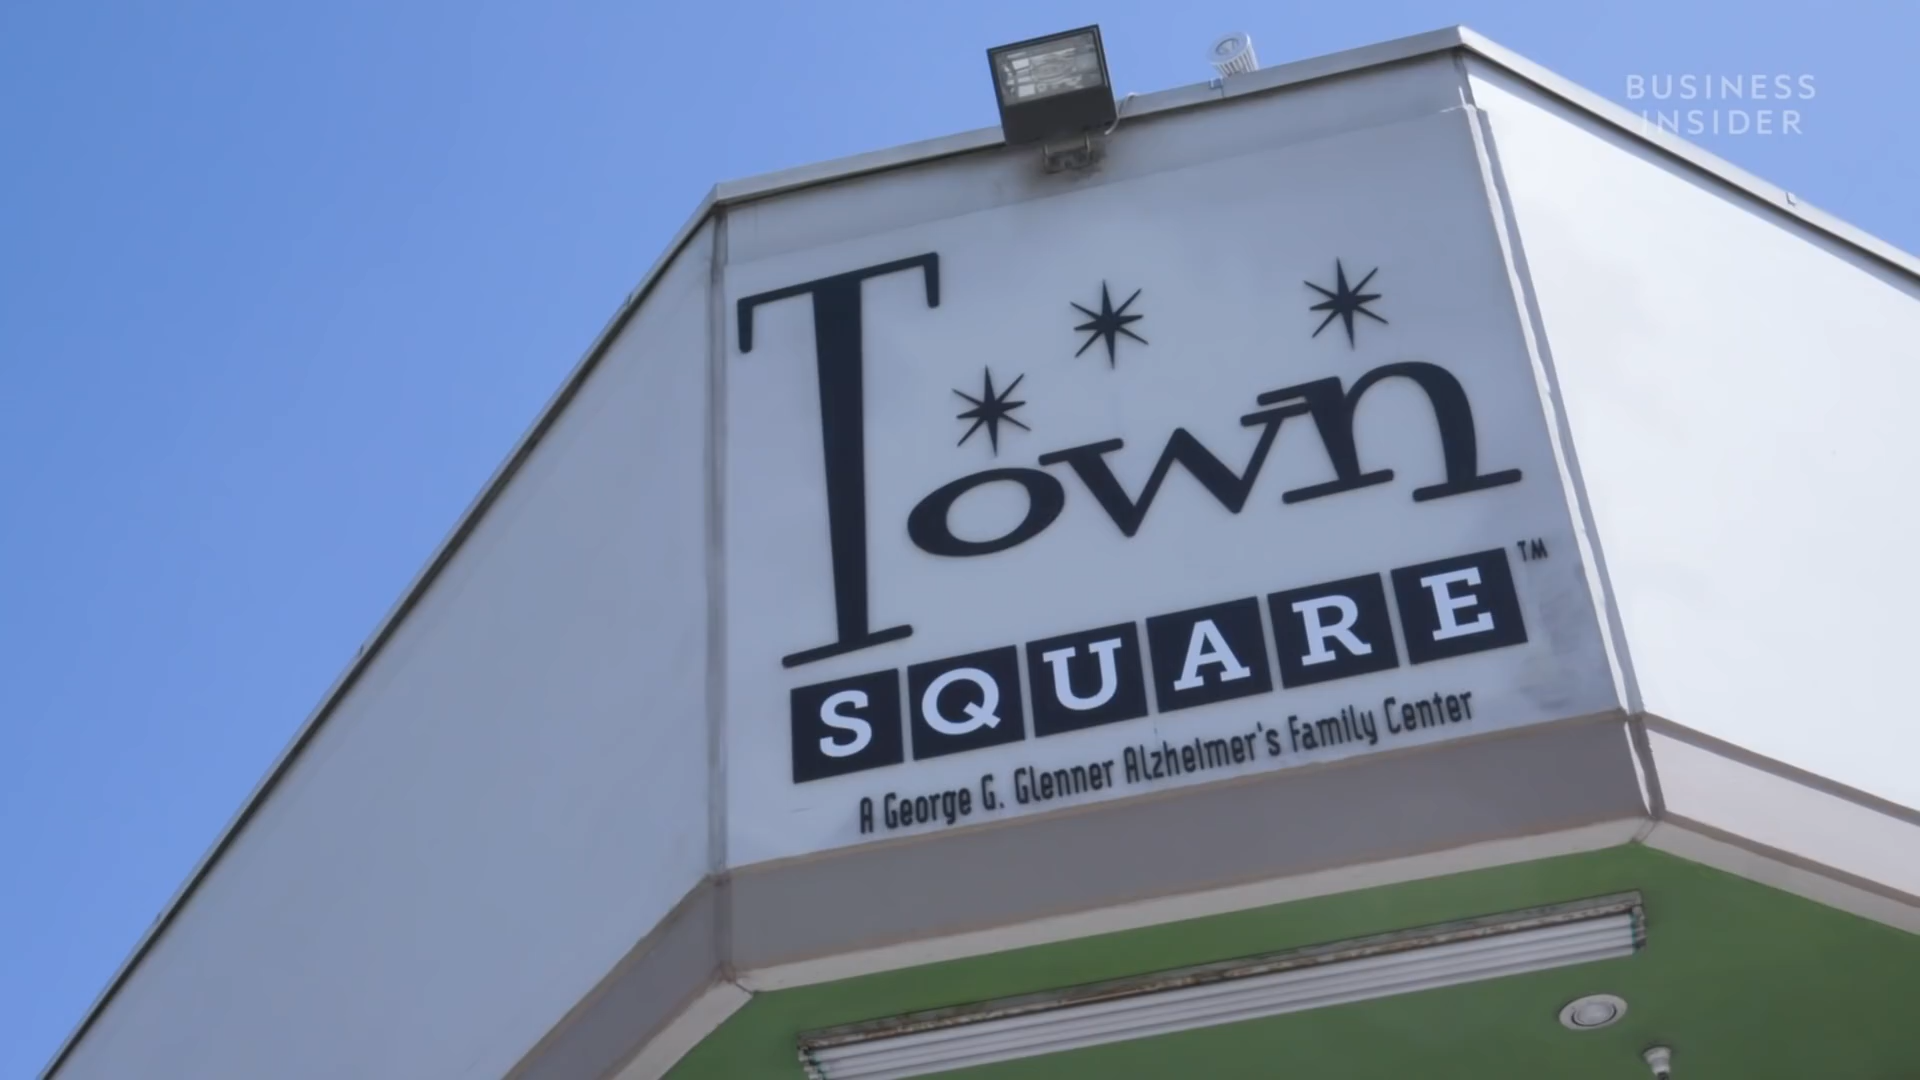 BUSINESS
INSIDER
Town
SQUARE™
A George G. Glenner Alzheimer's Family Center